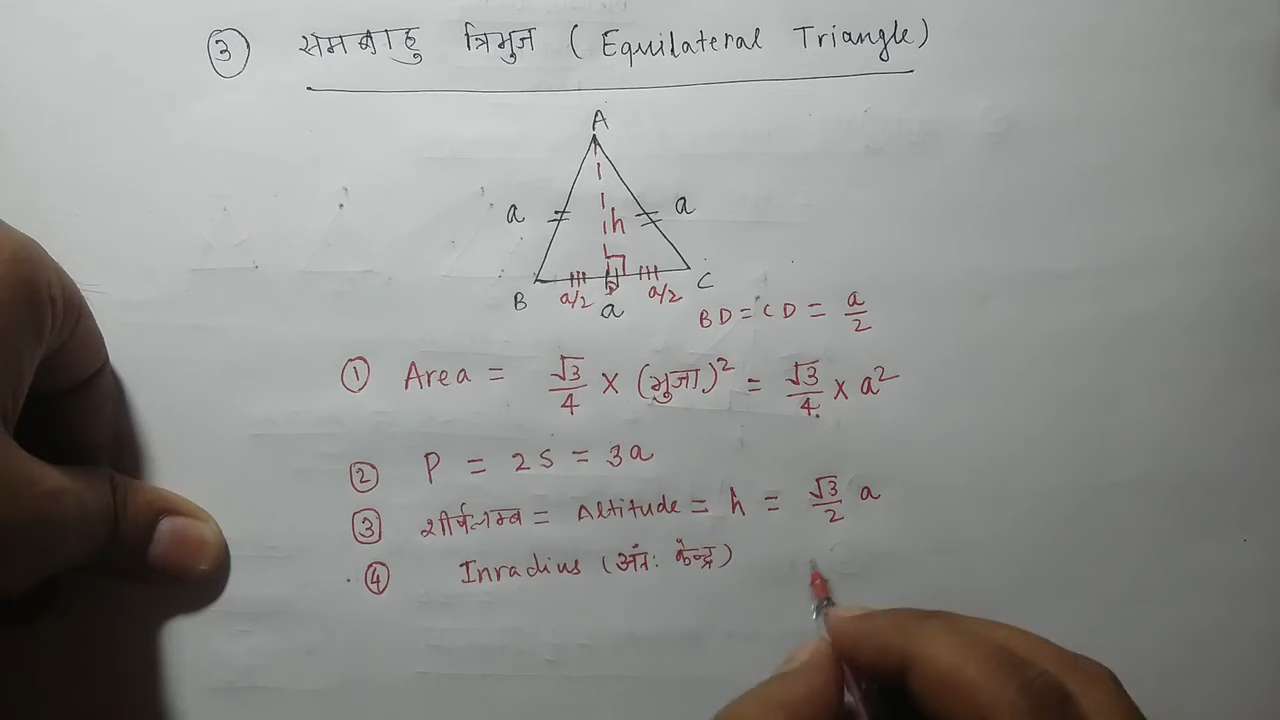 ③ समबाहु त्रिभुज (Equilateral Triangle)
A
a a
h
B C
a/2 D a/2
a
BD = CD = a/2
① Area = √3/4 × (भुजा)² = √3/4 × a²
② P = 2S = 3a
③ शीर्षलम्ब = Altitude = h = √3/2 a
④ Inradius (अंत: केन्द्र)